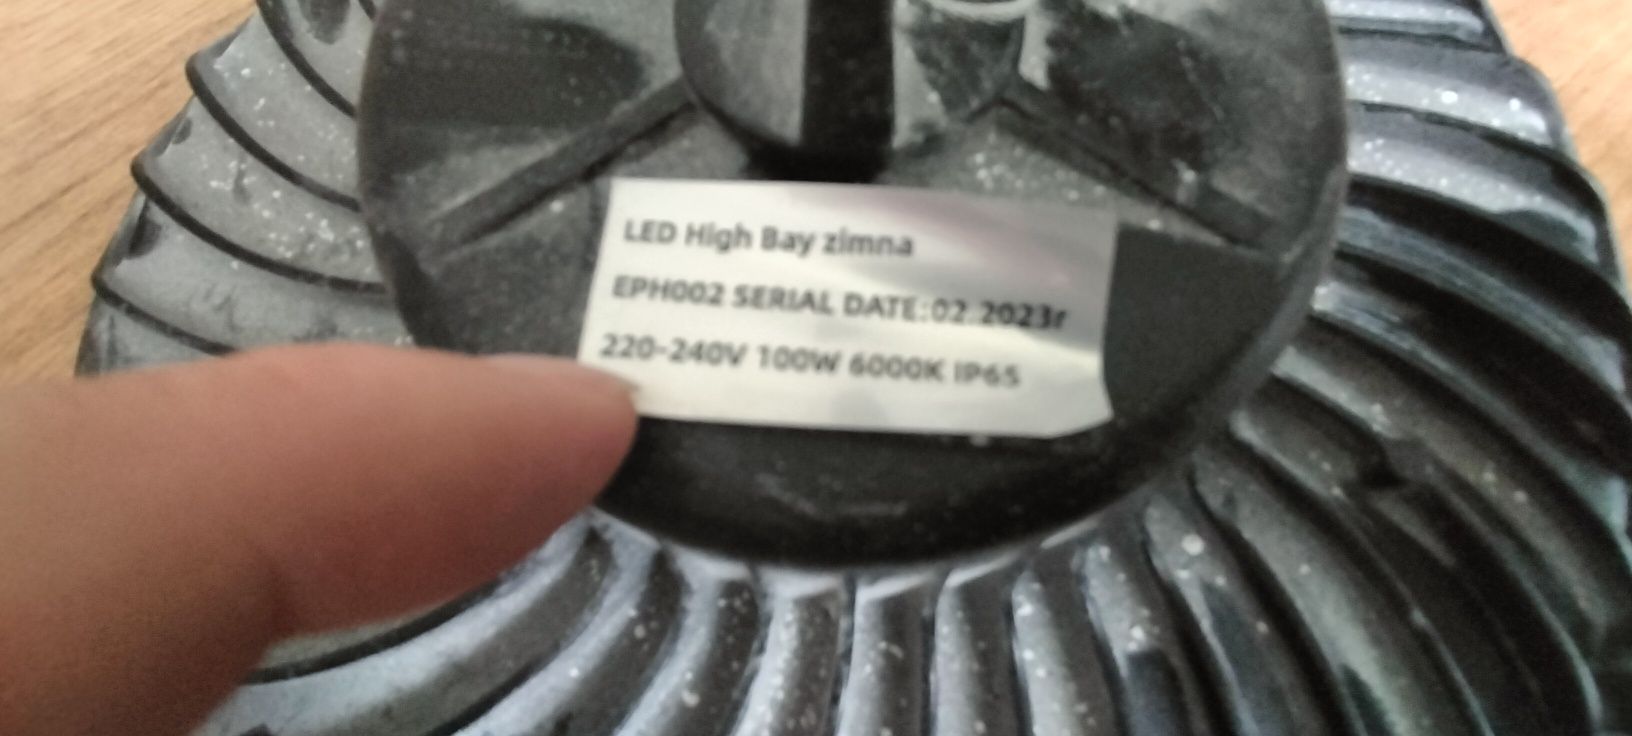 LED High Bay zimna
EPH002 SERIAL DATE:02.2023r
220-240V 100W 6000K IP65